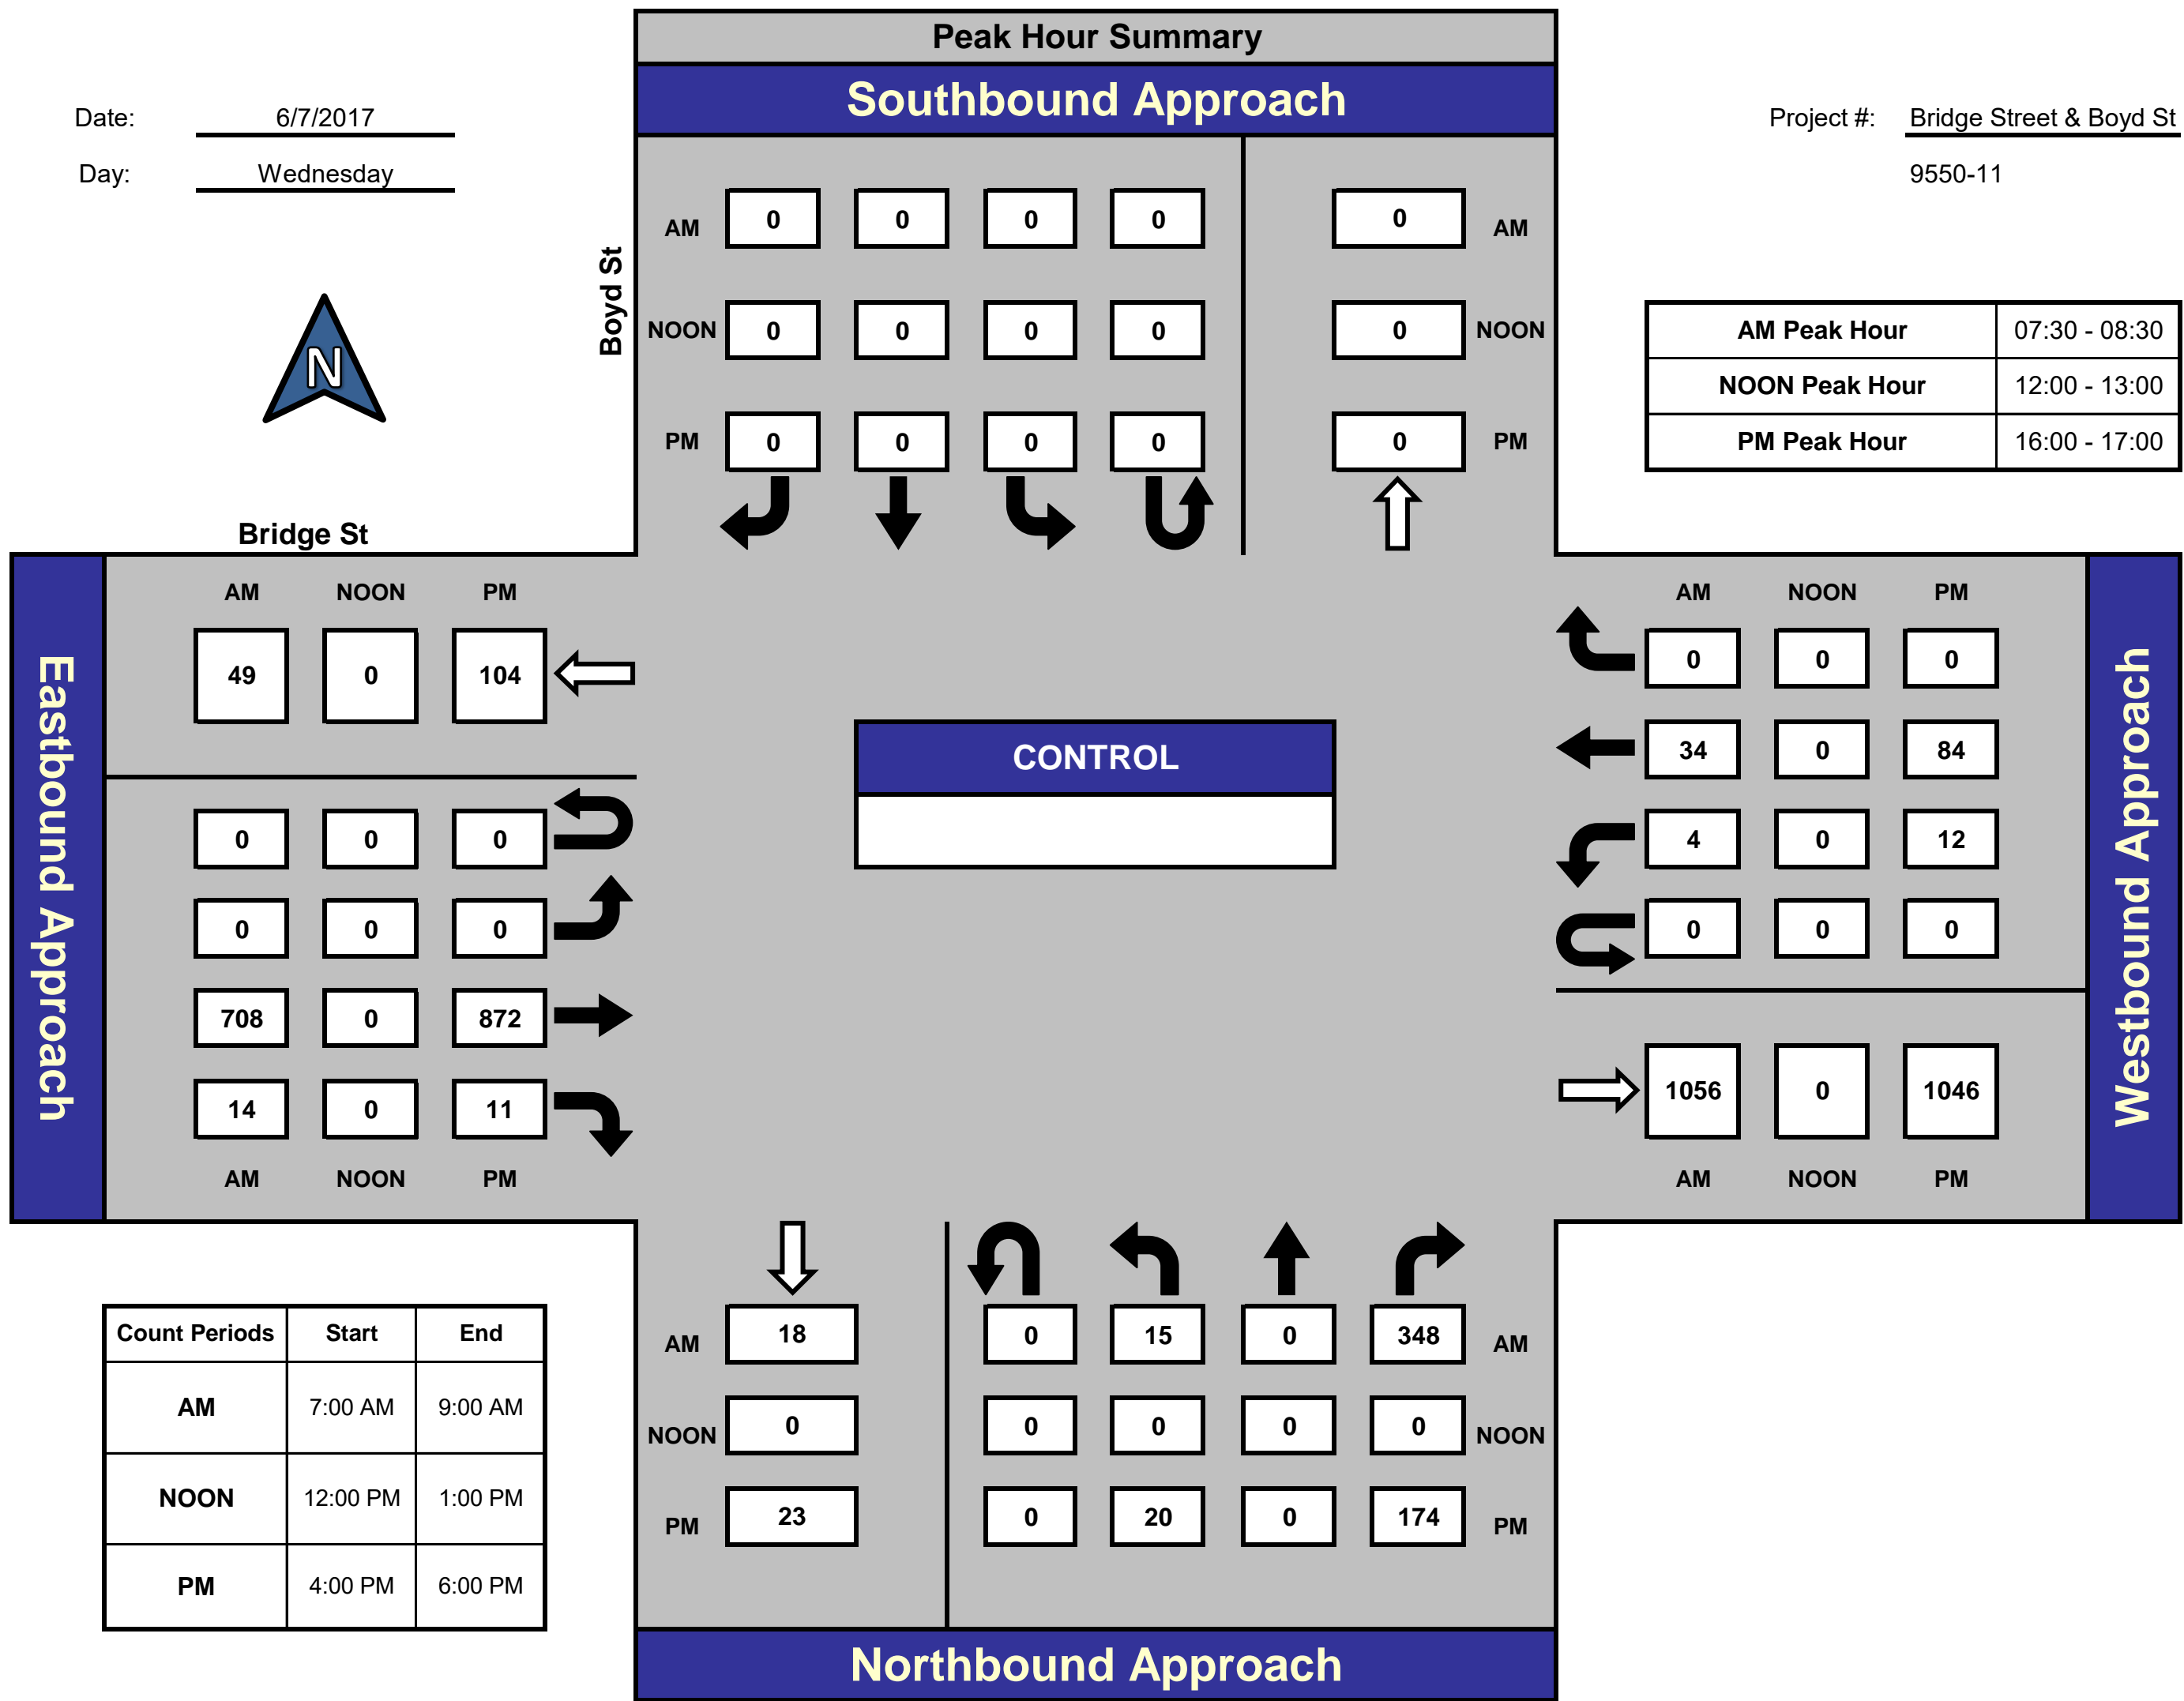 Peak Hour Summary
Southbound Approach
Date: 6/7/2017
Day: Wednesday
Project #: Bridge Street & Boyd St
9550-11
N
Boyd St
AM 0 0 0 0 0 AM
NOON 0 0 0 0 0 NOON
PM 0 0 0 0 0 PM
AM Peak Hour 07:30 - 08:30
NOON Peak Hour 12:00 - 13:00
PM Peak Hour 16:00 - 17:00
Bridge St
Eastbound Approach
AM NOON PM
49 0 104
0 0 0
0 0 0
708 0 872
14 0 11
AM NOON PM
CONTROL
AM NOON PM
0 0 0
34 0 84
4 0 12
0 0 0
1056 0 1046
AM NOON PM
Westbound Approach
Count Periods Start End
AM 7:00 AM 9:00 AM
NOON 12:00 PM 1:00 PM
PM 4:00 PM 6:00 PM
AM 18 0 15 0 348 AM
NOON 0 0 0 0 0 NOON
PM 23 0 20 0 174 PM
Northbound Approach